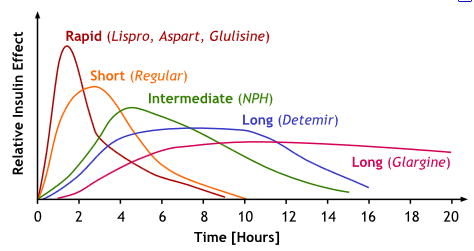 Rapid (Lispro, Aspart, Glulisine)
Short (Regular)
Intermediate (NPH)
Long (Detemir)
Long (Glargine)
Relative Insulin Effect
0 2 4 6 8 10 12 14 16 18 20
Time [Hours]